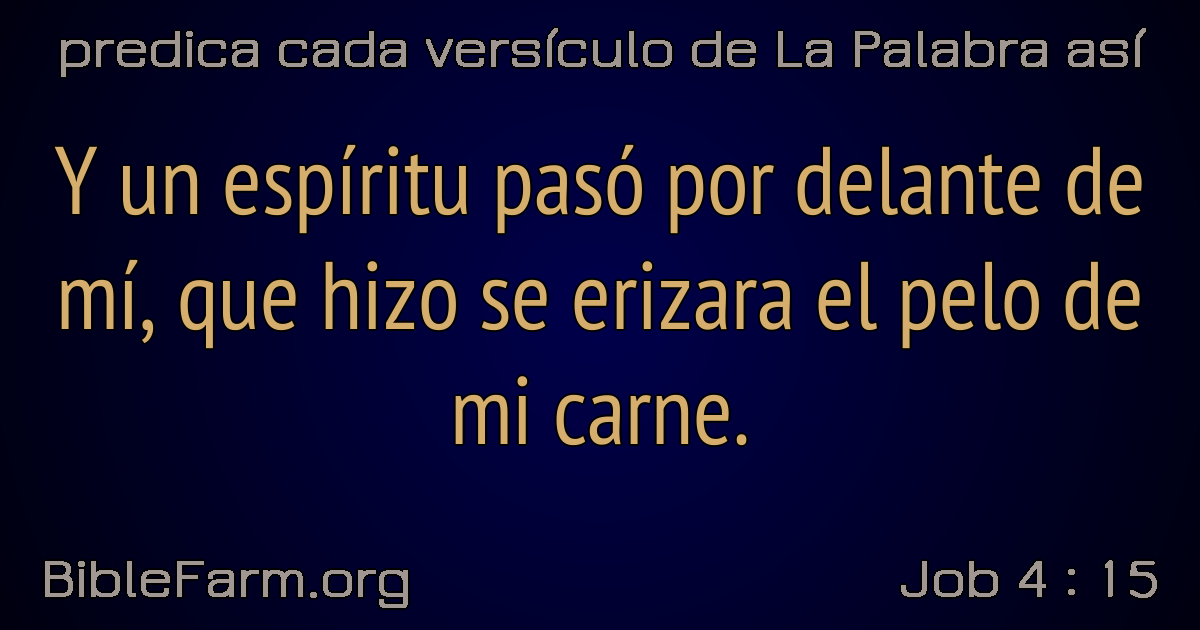 predica cada versículo de La Palabra así
Y un espíritu pasó por delante de
mí, que hizo se erizara el pelo de
mi carne.
BibleFarm.org
Job 4 : 15